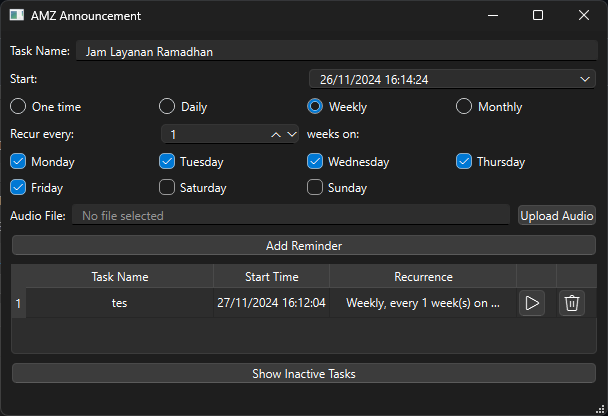 AMZ Announcement
Task Name: Jam Layanan Ramadhan
Start: 26/11/2024 16:14:24
One time Daily Weekly Monthly
Recur every: 1 weeks on:
Monday Tuesday Wednesday Thursday
Friday Saturday Sunday
Audio File: No file selected Upload Audio
Add Reminder
Task Name Start Time Recurrence
1 tes 27/11/2024 16:12:04 Weekly, every 1 week(s) on ...
Show Inactive Tasks